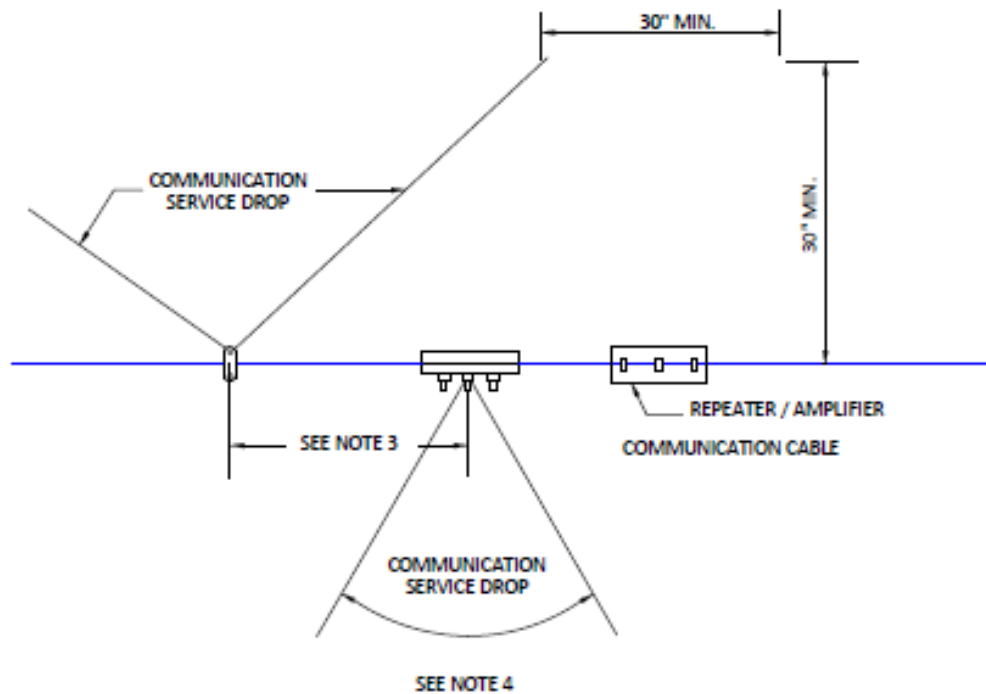 30" MIN.
COMMUNICATION
SERVICE DROP
30" MIN.
REPEATER / AMPLIFIER
SEE NOTE 3
COMMUNICATION CABLE
COMMUNICATION
SERVICE DROP
SEE NOTE 4